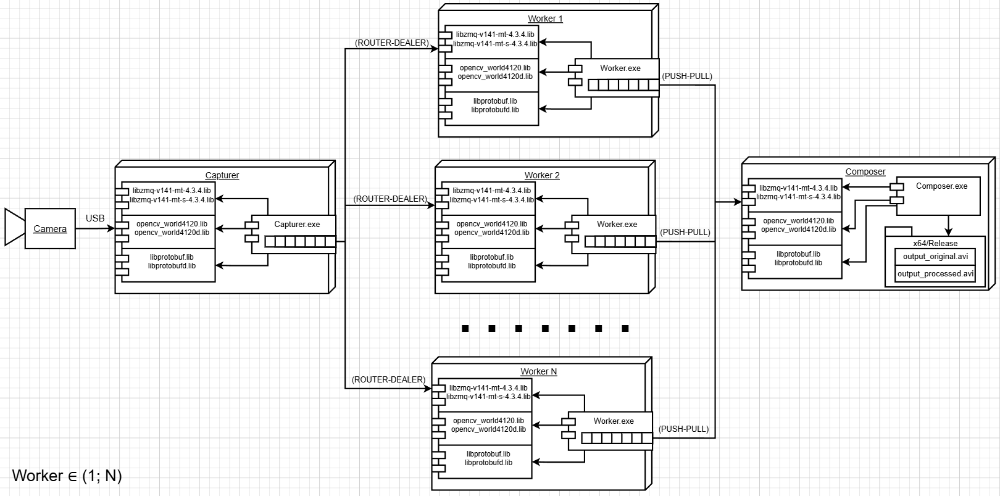 Camera
USB
Capturer
libzmq-v141-mt-4.3.4.lib
libzmq-v141-mt-s-4.3.4.lib
opencv_world4120.lib
opencv_world4120d.lib
libprotobuf.lib
libprotobufd.lib
Capturer.exe
(ROUTER-DEALER)
Worker 1
libzmq-v141-mt-4.3.4.lib
libzmq-v141-mt-s-4.3.4.lib
opencv_world4120.lib
opencv_world4120d.lib
libprotobuf.lib
libprotobufd.lib
Worker.exe
(PUSH-PULL)
(ROUTER-DEALER)
Worker 2
libzmq-v141-mt-4.3.4.lib
libzmq-v141-mt-s-4.3.4.lib
opencv_world4120.lib
opencv_world4120d.lib
libprotobuf.lib
libprotobufd.lib
Worker.exe
(PUSH-PULL)
(ROUTER-DEALER)
Worker N
libzmq-v141-mt-4.3.4.lib
libzmq-v141-mt-s-4.3.4.lib
opencv_world4120.lib
opencv_world4120d.lib
libprotobuf.lib
libprotobufd.lib
Worker.exe
(PUSH-PULL)
Composer
libzmq-v141-mt-4.3.4.lib
libzmq-v141-mt-s-4.3.4.lib
opencv_world4120.lib
opencv_world4120d.lib
libprotobuf.lib
libprotobufd.lib
Composer.exe
x64/Release
output_original.avi
output_processed.avi
Worker ∈ (1; N)